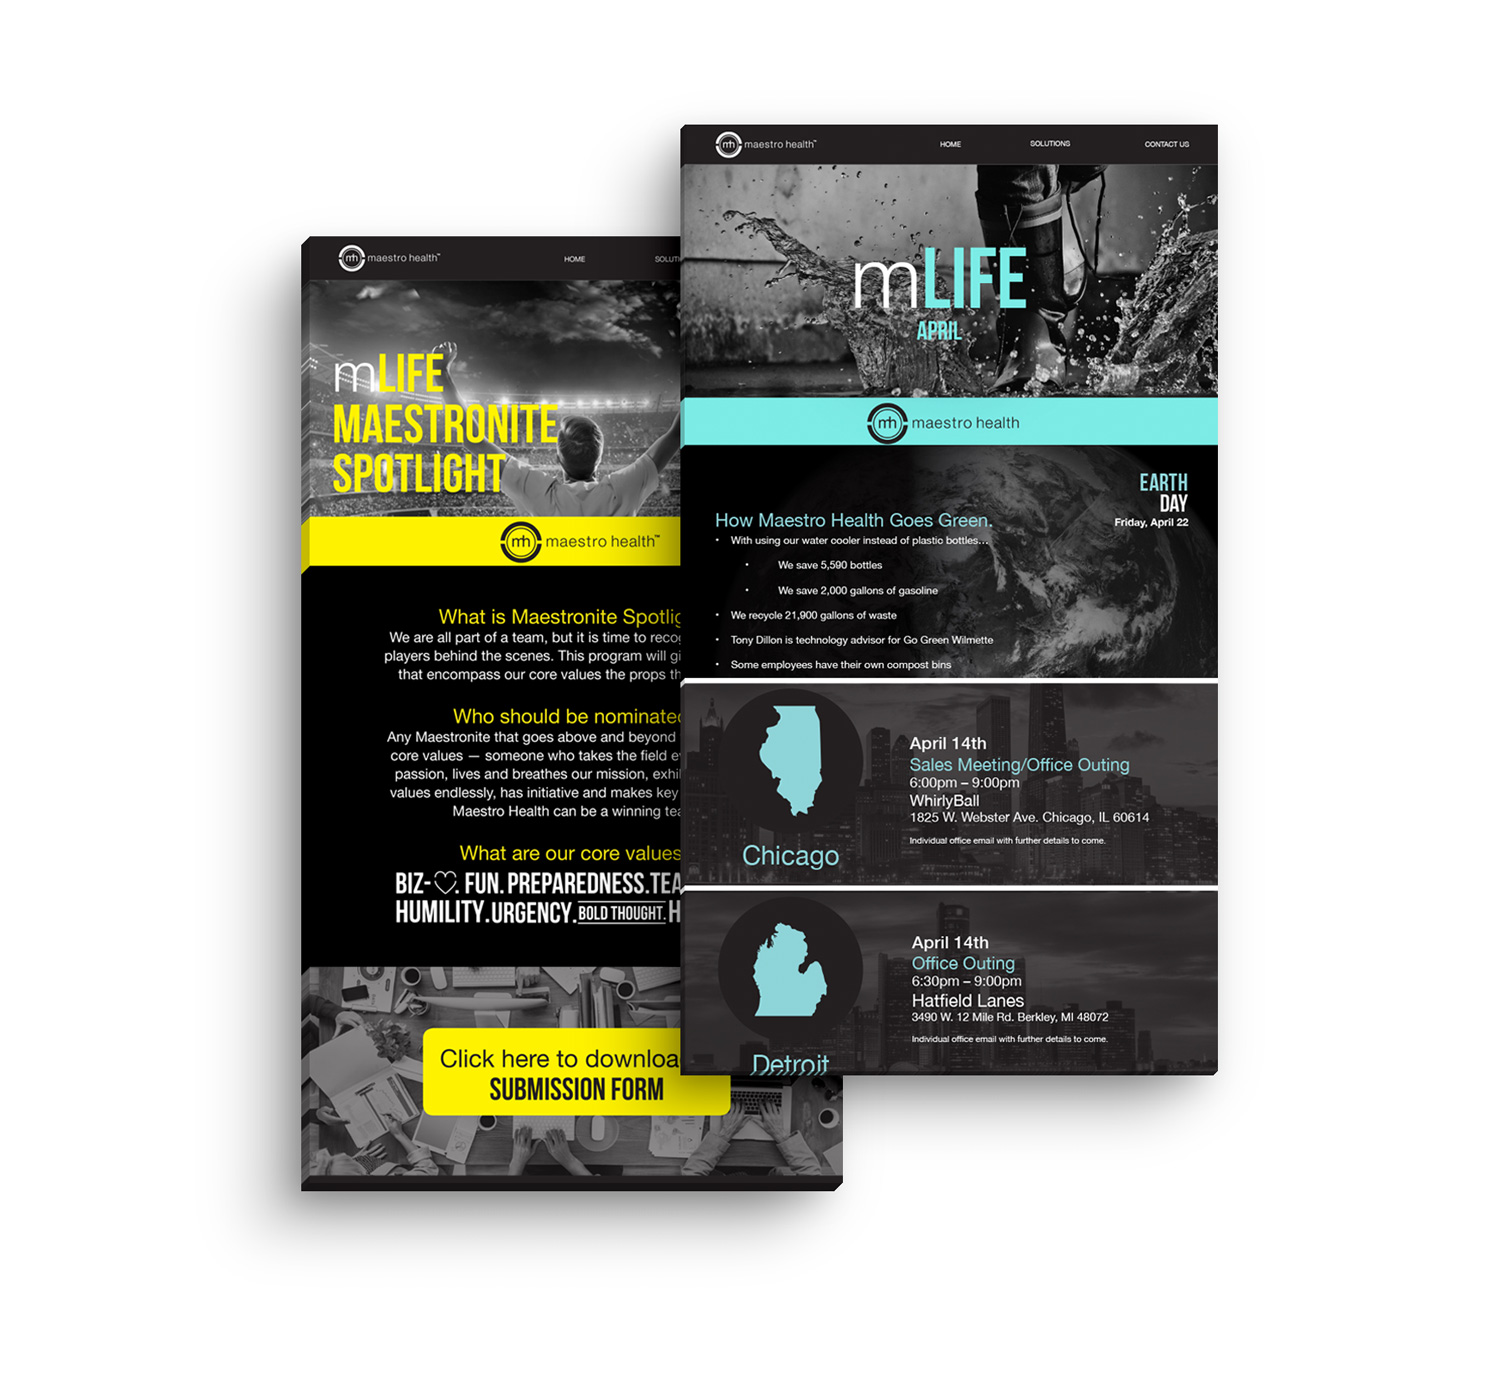 mh maestro health™
HOME
mLIFE
MAESTRONITE
SPOTLIGHT
mh maestro health™
What is Maestronite
We are all part of a team, but it is time to
players behind the scenes. This program will
that encompass our core values the props
Who should be nominated
Any Maestronite that goes above and beyond
core values — someone who takes the field
passion, lives and breathes our mission,
values endlessly, has initiative and makes key
Maestro Health can be a winning
What are our core values
BIZ-♡. FUN. PREPAREDNESS.
HUMILITY. URGENCY. BOLD THOUGHT.
Click here to
SUBMISSION FORM
mh maestro health™
HOME SOLUTIONS CONTACT US
mLIFE
APRIL
mh maestro health
EARTH
DAY
Friday, April 22
How Maestro Health Goes Green.
• With using our water cooler instead of plastic bottles...
• We save 5,590 bottles
• We save 2,000 gallons of gasoline
• We recycle 21,900 gallons of waste
• Tony Dillon is technology advisor for Go Green Wilmette
• Some employees have their own compost bins
Chicago
April 14th
Sales Meeting/Office Outing
6:00pm – 9:00pm
WhirlyBall
1825 W. Webster Ave. Chicago, IL 60614
Individual office email with further details to come.
Detroit
April 14th
Office Outing
6:30pm – 9:00pm
Hatfield Lanes
3490 W. 12 Mile Rd. Berkley, MI 48072
Individual office email with further details to come.